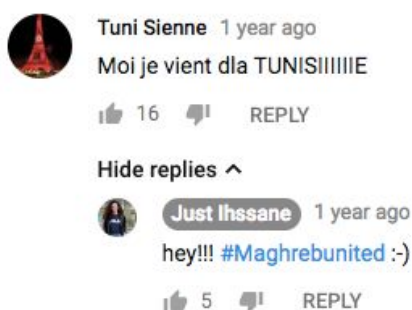 Tuni Sienne 1 year ago
Moi je vient dla TUNISIIIIIE
16 REPLY
Hide replies
Just Ihssane 1 year ago
hey!!! #Maghrebunited :-)
5 REPLY